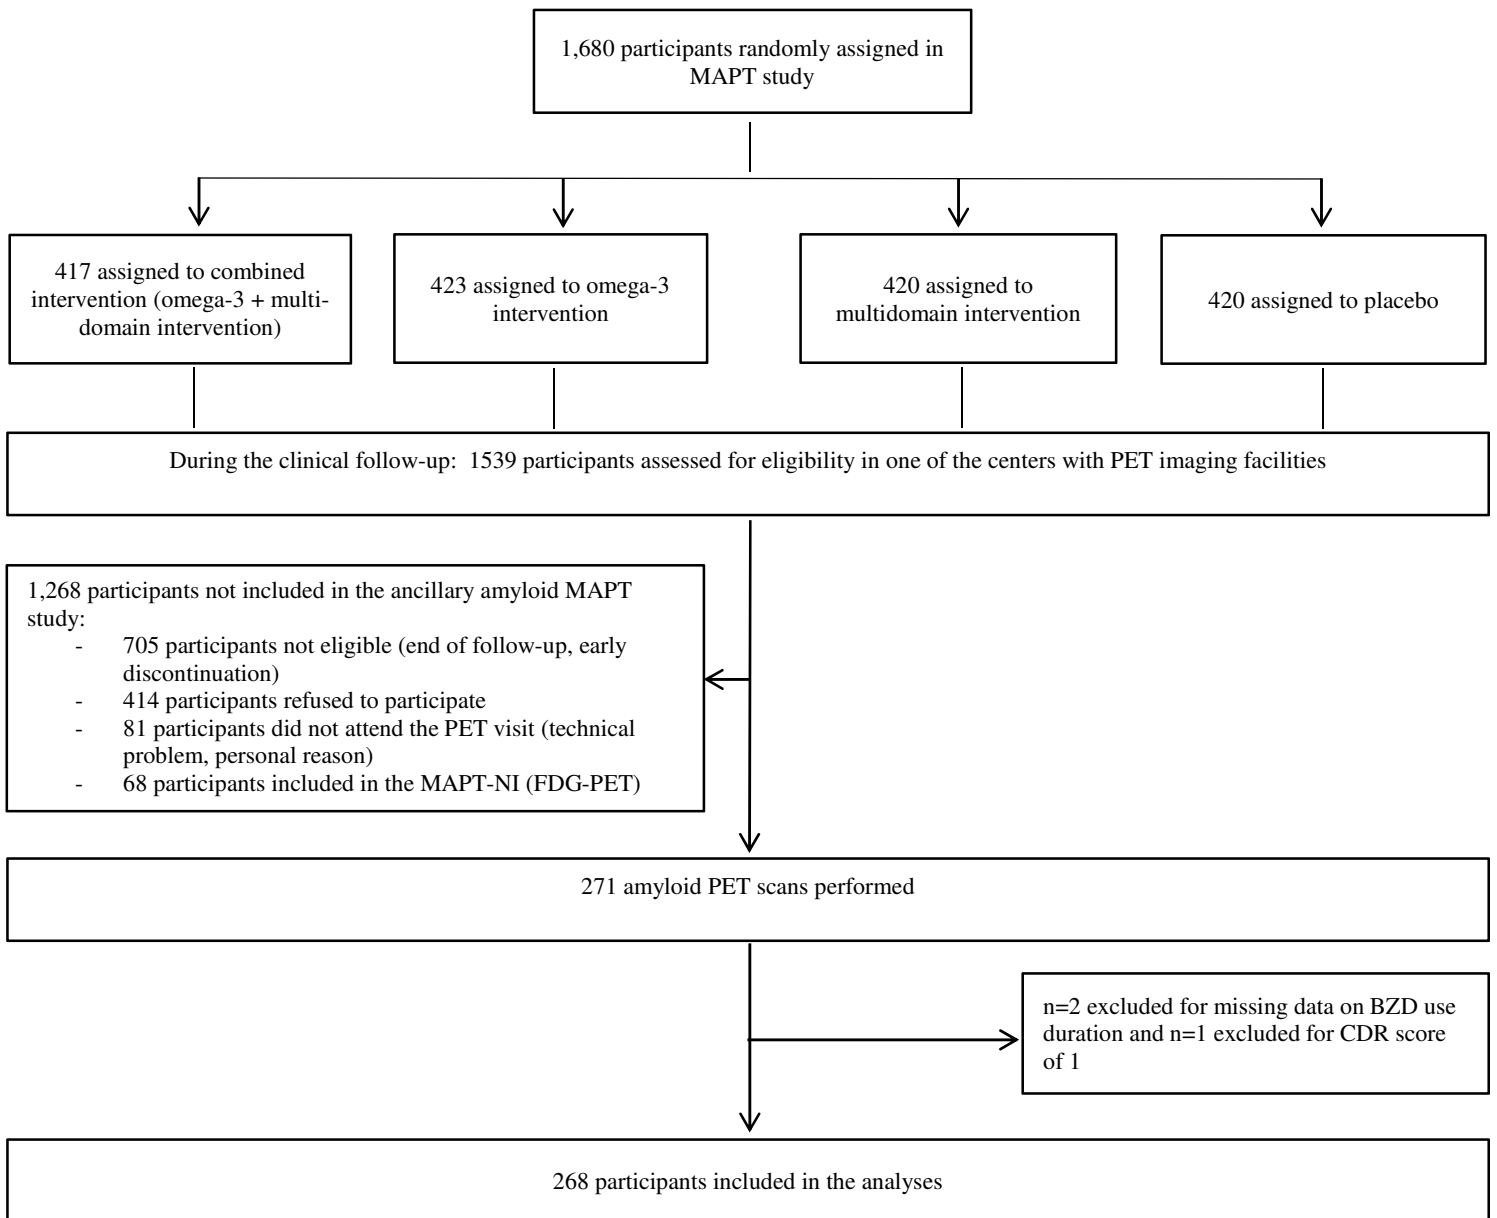 1,680 participants randomly assigned in
MAPT study
417 assigned to combined
intervention (omega-3 + multi-
domain intervention)
423 assigned to omega-3
intervention
420 assigned to
multidomain intervention
420 assigned to placebo
During the clinical follow-up:  1539 participants assessed for eligibility in one of the centers with PET imaging facilities
1,268 participants not included in the ancillary amyloid MAPT
study:
- 705 participants not eligible (end of follow-up, early
discontinuation)
- 414 participants refused to participate
- 81 participants did not attend the PET visit (technical
problem, personal reason)
- 68 participants included in the MAPT-NI (FDG-PET)
271 amyloid PET scans performed
n=2 excluded for missing data on BZD use
duration and n=1 excluded for CDR score
of 1
268 participants included in the analyses